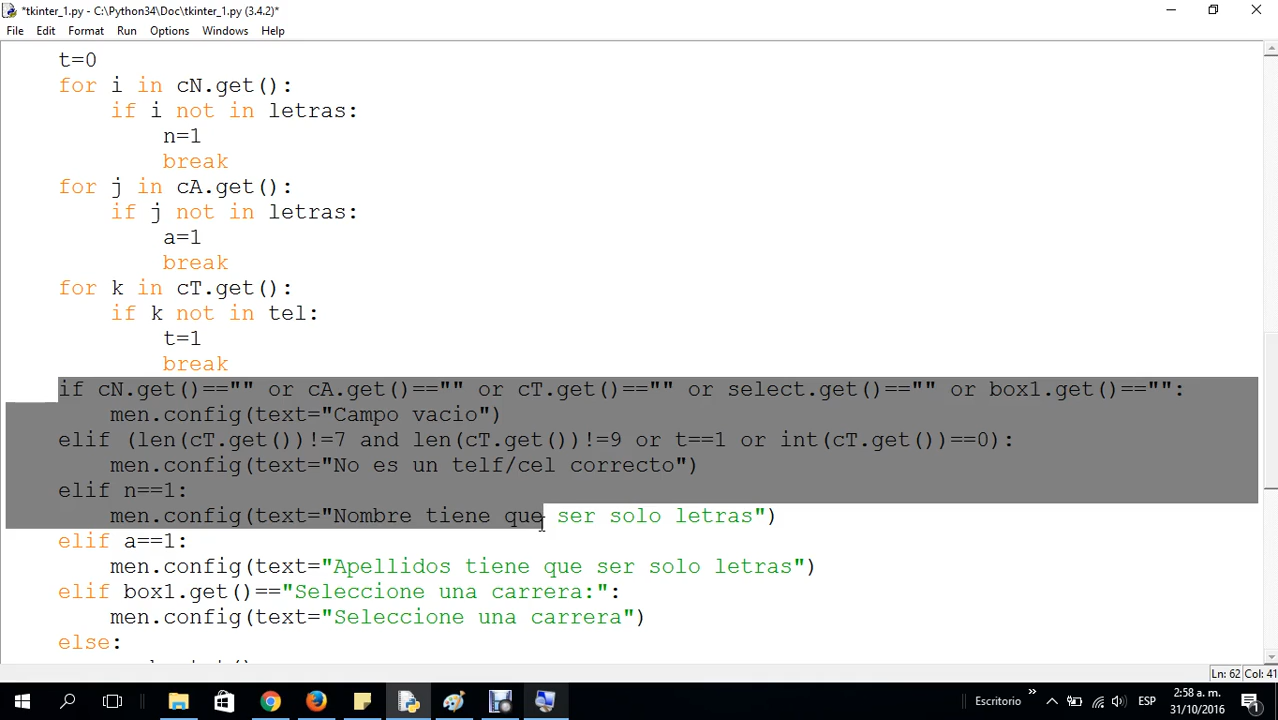 *tkinter_1.py - C:\Python34\Doc\tkinter_1.py (3.4.2)*
File Edit Format Run Options Windows Help
t=0
for i in cN.get():
if i not in letras:
n=1
break
for j in cA.get():
if j not in letras:
a=1
break
for k in cT.get():
if k not in tel:
t=1
break
if cN.get()=="" or cA.get()=="" or cT.get()=="" or select.get()=="" or box1.get()=="":
men.config(text="Campo vacio")
elif (len(cT.get())!=7 and len(cT.get())!=9 or t==1 or int(cT.get())==0):
men.config(text="No es un telf/cel correcto")
elif n==1:
men.config(text="Nombre tiene que ser solo letras")
elif a==1:
men.config(text="Apellidos tiene que ser solo letras")
elif box1.get()=="Seleccione una carrera:":
men.config(text="Seleccione una carrera")
else:
Ln: 62 Col: 41
Escritorio ESP 2:58 a. m.
31/10/2016